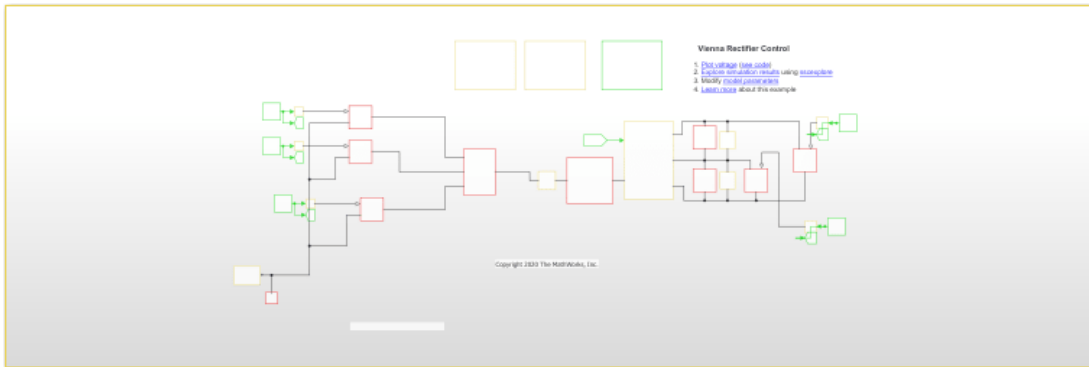 Vienna Rectifier Control
1. Plot voltage (see code)
2. Explore simulation results using sscexplore
3. Modify model parameters
4. Learn more about this example
Copyright 2020 The MathWorks, Inc.